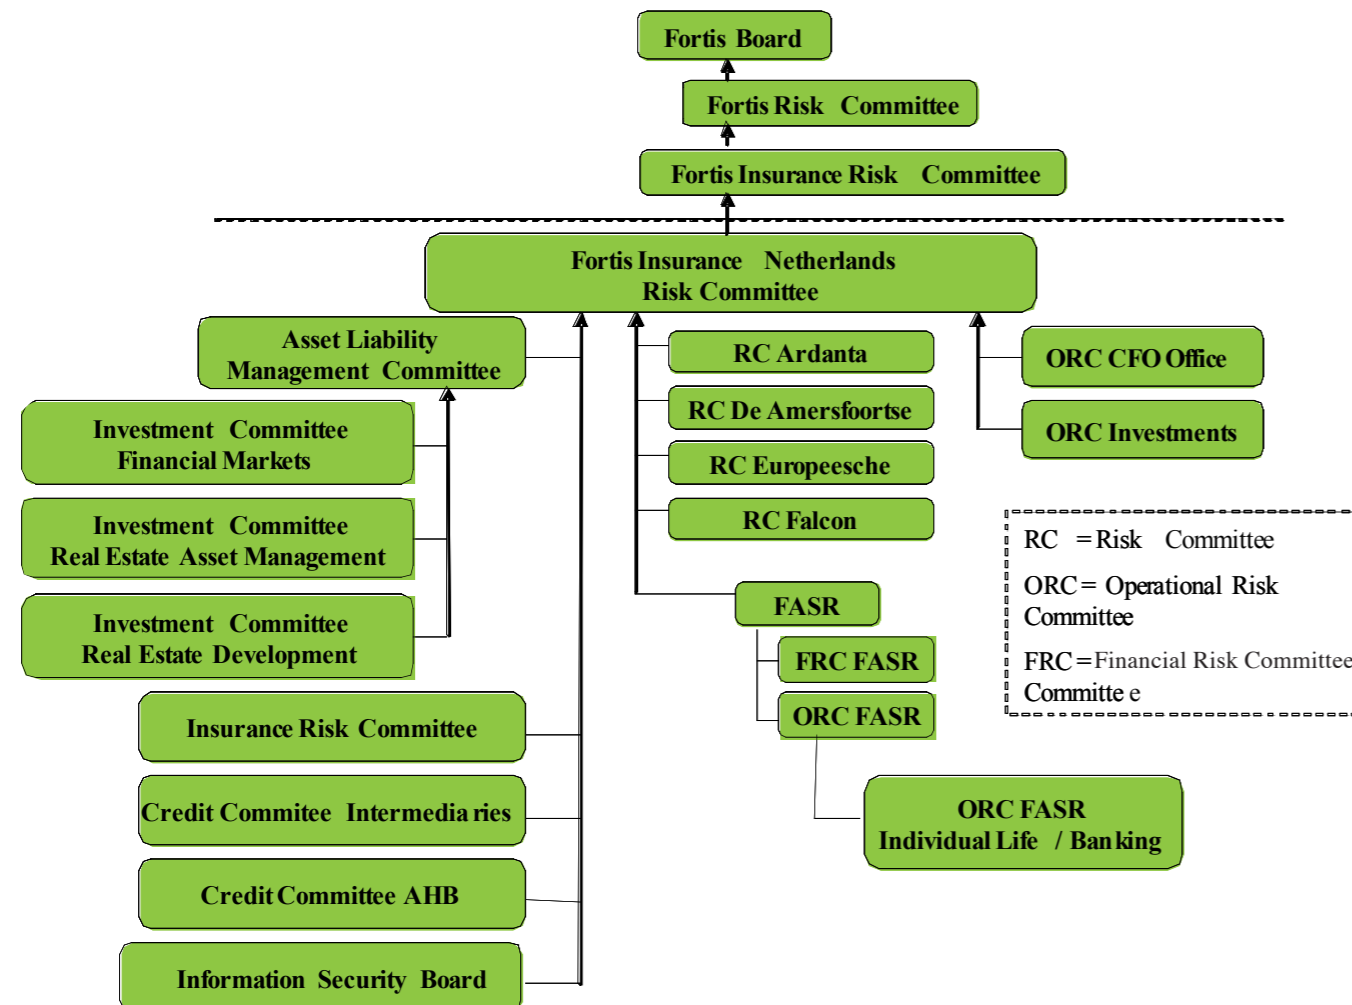 Fortis Board
Fortis Risk Committee
Fortis Insurance Risk Committee
Fortis Insurance Netherlands
Risk Committee
Asset Liability
Management Committee
Investment Committee
Financial Markets
Investment Committee
Real Estate Asset Management
Investment Committee
Real Estate Development
Insurance Risk Committee
Credit Commitee Intermediaries
Credit Committee AHB
Information Security Board
RC Ardanta
RC De Amersfoortse
RC Europeesche
RC Falcon
FASR
FRC FASR
ORC FASR
ORC FASR
Individual Life / Banking
ORC CFO Office
ORC Investments
RC = Risk Committee
ORC = Operational Risk
Committee
FRC = Financial Risk Committee
Committe e